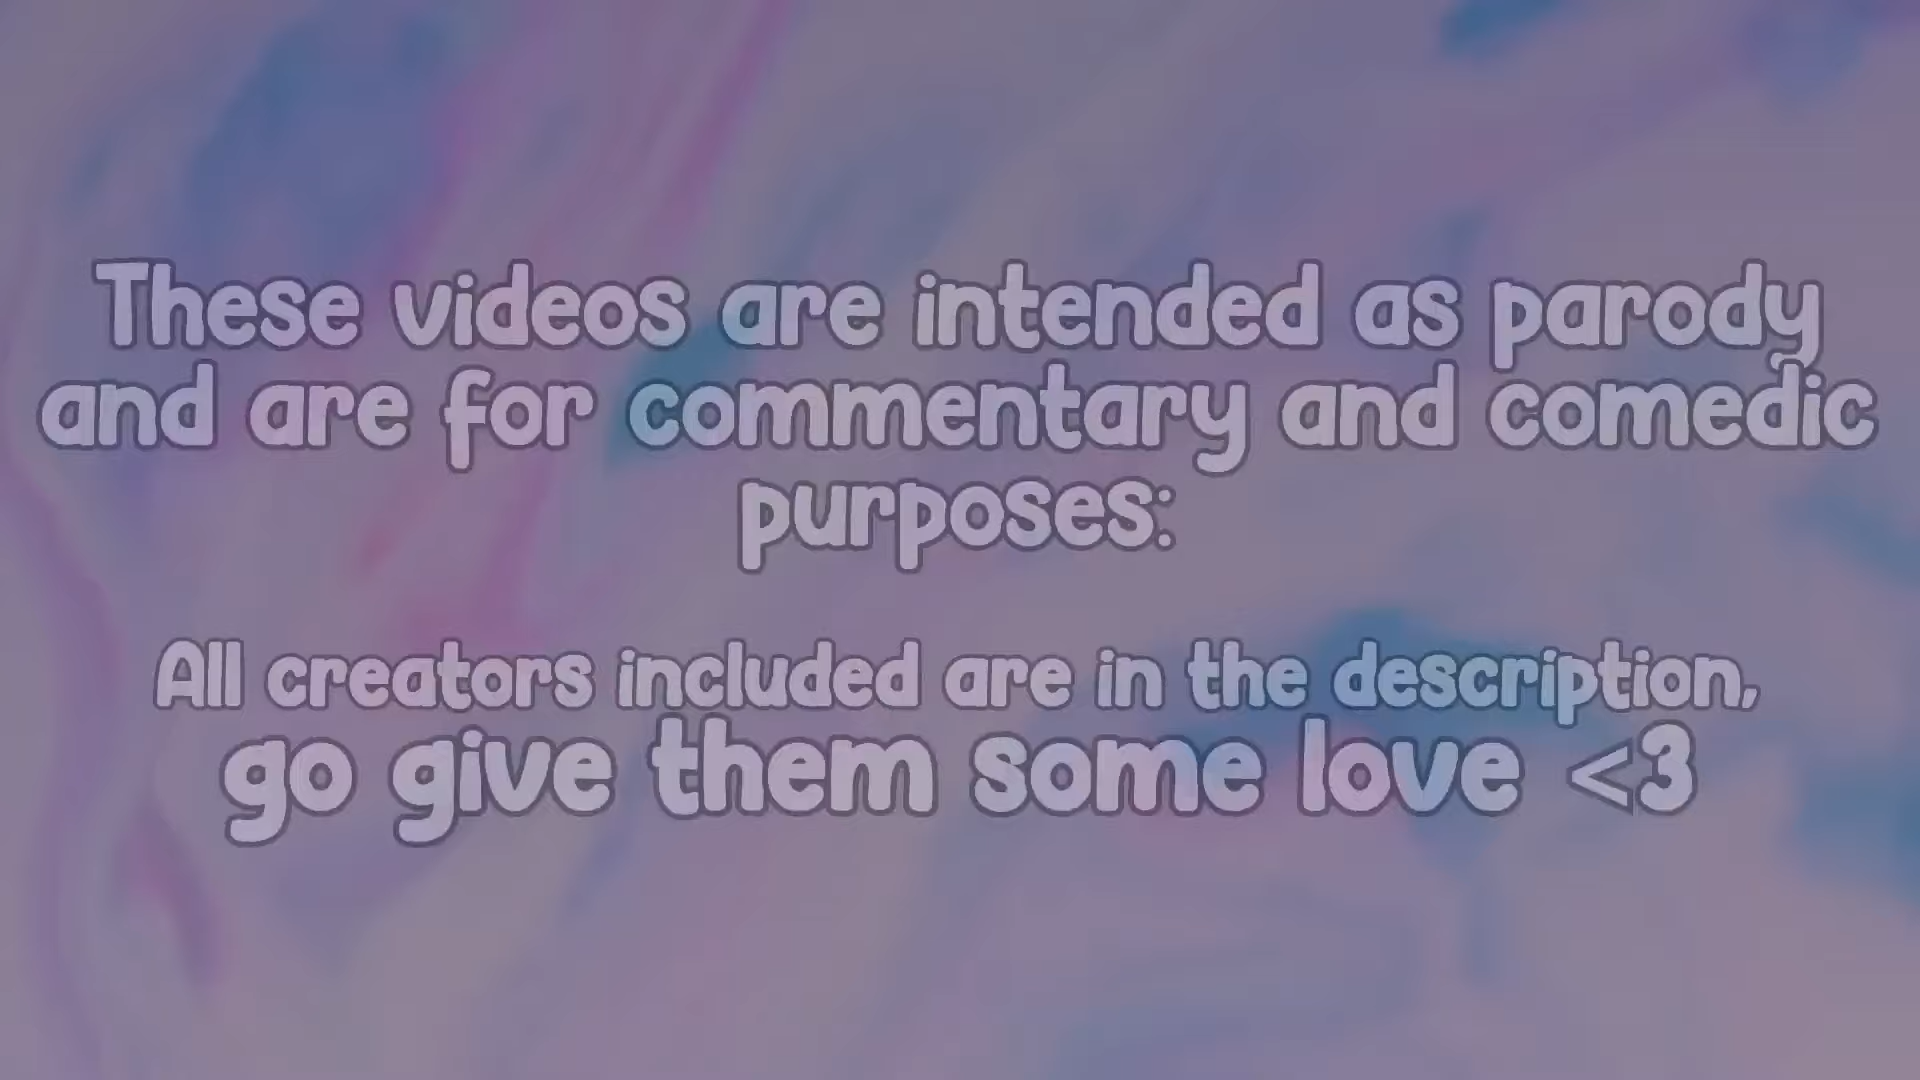 These videos are intended as parody
and are for commentary and comedic
purposes:
All creators included are in the description,
go give them some love <3